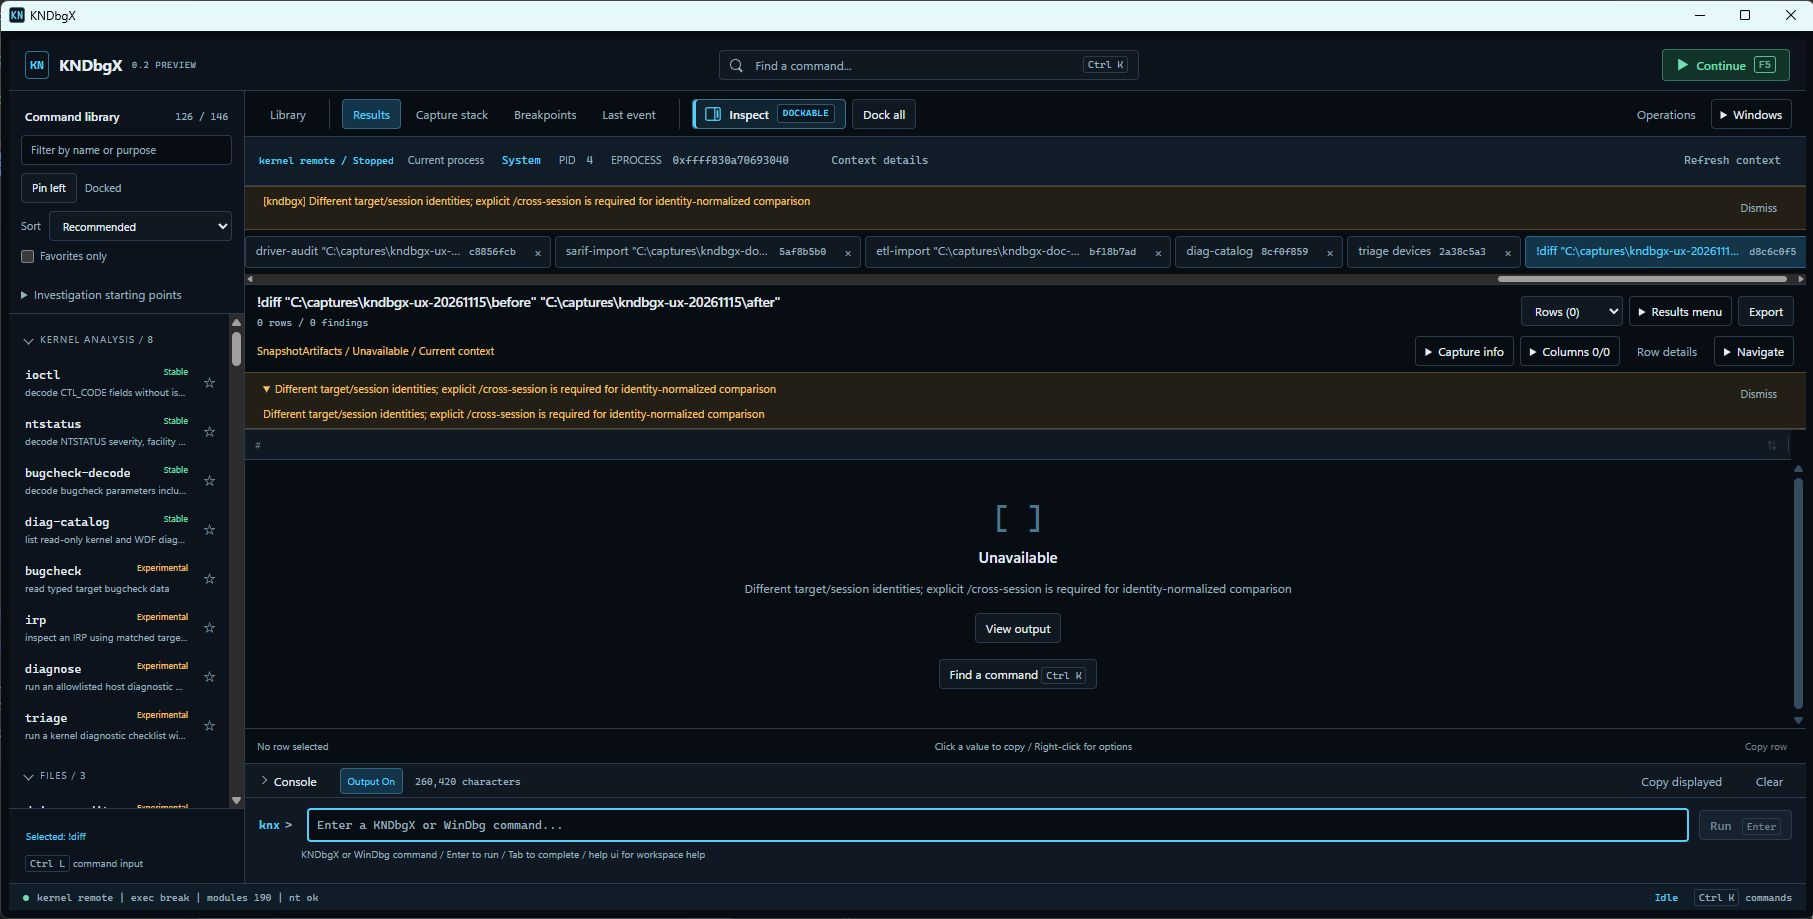 KN KNDbgX
KN KNDbgX 0.2 PREVIEW
Find a command... Ctrl K
Continue F5
Command library 126 / 146
Filter by name or purpose
Pin left Docked
Sort Recommended
Favorites only
Investigation starting points
KERNEL ANALYSIS / 8
ioctl Stable
decode CTL_CODE fields without is...
ntstatus Stable
decode NTSTATUS severity, facility ...
bugcheck-decode Stable
decode bugcheck parameters inclu...
diag-catalog Stable
list read-only kernel and WDF diag...
bugcheck Experimental
read typed target bugcheck data
irp Experimental
inspect an IRP using matched targe...
diagnose Experimental
run an allowlisted host diagnostic ...
triage Experimental
run a kernel diagnostic checklist wi...
FILES / 3
Experimental
Selected: !diff
Ctrl L command input
Library Results Capture stack Breakpoints Last event Inspect DOCKABLE Dock all Operations Windows
kernel remote / Stopped Current process System PID 4 EPROCESS 0xffff830a70693040 Context details Refresh context
[kndbgx] Different target/session identities; explicit /cross-session is required for identity-normalized comparison
Dismiss
driver-audit "C:\captures\kndbgx-ux-... c8856fcb × sarif-import "C:\captures\kndbgx-do... 5af8b5b0 × etl-import "C:\captures\kndbgx-doc-... bf18b7ad × diag-catalog 8cf0f859 × triage devices 2a38c5a3 × !diff "C:\captures\kndbgx-ux-2026111... d8c6c0f5
!diff "C:\captures\kndbgx-ux-20261115\before" "C:\captures\kndbgx-ux-20261115\after"
0 rows / 0 findings
Rows (0) Results menu Export
SnapshotArtifacts / Unavailable / Current context
Capture info Columns 0/0 Row details Navigate
Different target/session identities; explicit /cross-session is required for identity-normalized comparison
Dismiss
Different target/session identities; explicit /cross-session is required for identity-normalized comparison
#
[ ]
Unavailable
Different target/session identities; explicit /cross-session is required for identity-normalized comparison
View output
Find a command Ctrl K
No row selected Click a value to copy / Right-click for options Copy row
Console Output On 260,420 characters Copy displayed Clear
knx > Enter a KNDbgX or WinDbg command... Run Enter
KNDbgX or WinDbg command / Enter to run / Tab to complete / help ui for workspace help
kernel remote | exec break | modules 190 | nt ok Idle Ctrl K commands